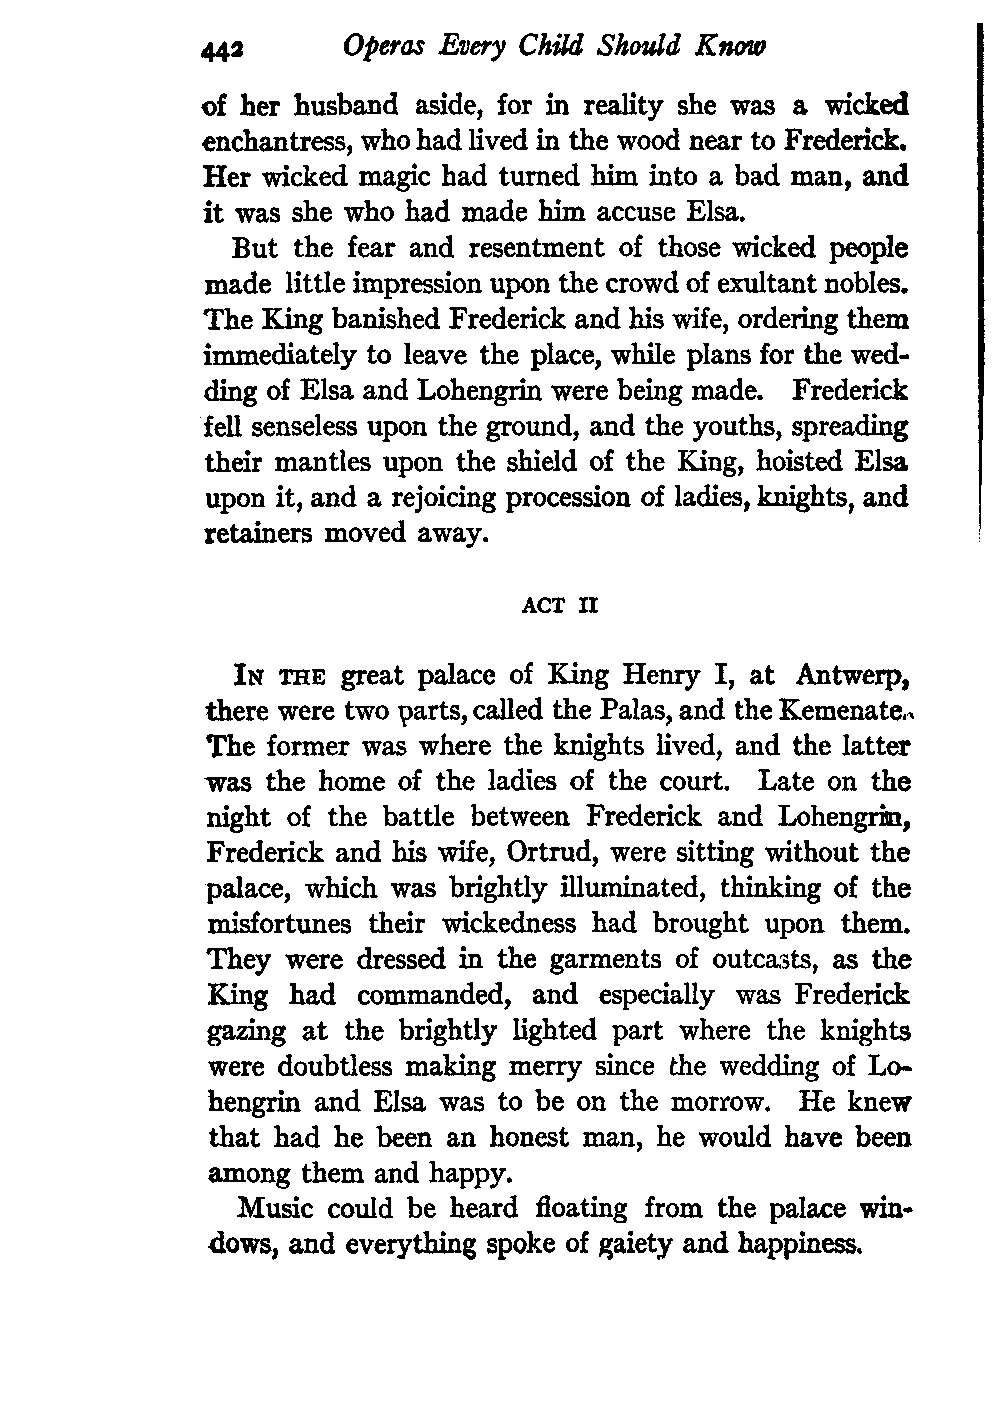 442 Operas Every Child Should Know
of her husband aside, for in reality she was a wicked
enchantress, who had lived in the wood near to Frederick.
Her wicked magic had turned him into a bad man, and
it was she who had made him accuse Elsa.
But the fear and resentment of those wicked people
made little impression upon the crowd of exultant nobles.
The King banished Frederick and his wife, ordering them
immediately to leave the place, while plans for the wed-
ding of Elsa and Lohengrin were being made. Frederick
fell senseless upon the ground, and the youths, spreading
their mantles upon the shield of the King, hoisted Elsa
upon it, and a rejoicing procession of ladies, knights, and
retainers moved away.
ACT II
IN THE great palace of King Henry I, at Antwerp,
there were two parts, called the Palas, and the Kemenate.
The former was where the knights lived, and the latter
was the home of the ladies of the court. Late on the
night of the battle between Frederick and Lohengrin,
Frederick and his wife, Ortrud, were sitting without the
palace, which was brightly illuminated, thinking of the
misfortunes their wickedness had brought upon them.
They were dressed in the garments of outcasts, as the
King had commanded, and especially was Frederick
gazing at the brightly lighted part where the knights
were doubtless making merry since the wedding of Lo-
hengrin and Elsa was to be on the morrow. He knew
that had he been an honest man, he would have been
among them and happy.
Music could be heard floating from the palace win-
dows, and everything spoke of gaiety and happiness.